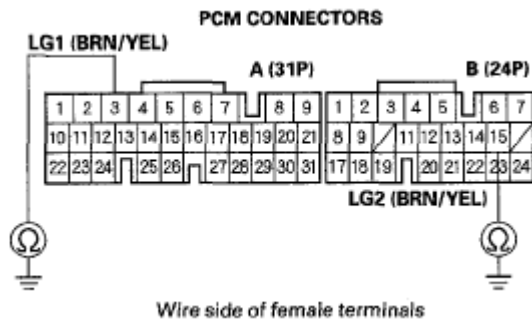 PCM CONNECTORS
LG1 (BRN/YEL)
A (31P) B (24P)
1 2 3 4 5 6 7 8 9 1 2 3 4 5 6 7
10 11 12 13 14 15 16 17 18 19 20 21 8 9 11 12 13 14 15
22 23 24 25 26 27 28 29 30 31 17 18 19 20 21 22 23 24
LG2 (BRN/YEL)
Ω Ω
Wire side of female terminals